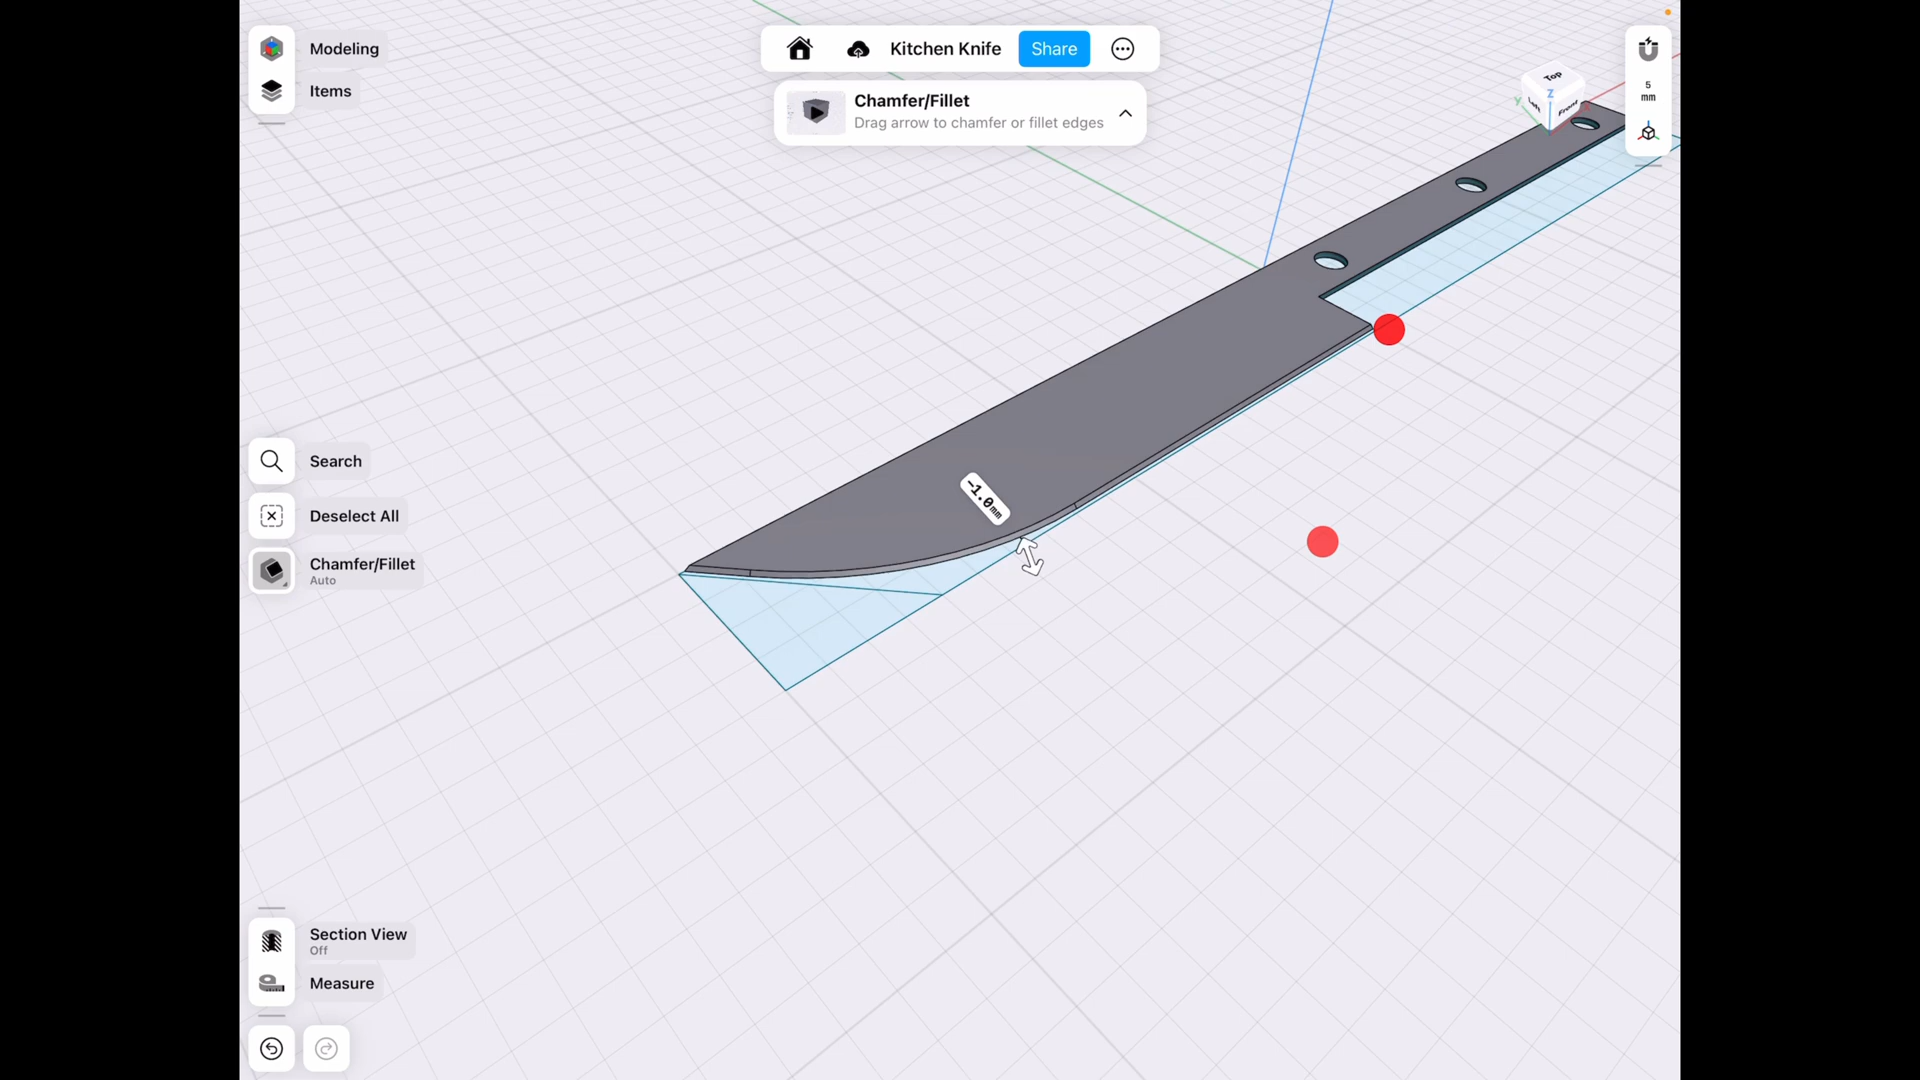 Modeling
Items
Kitchen Knife
Share
Chamfer/Fillet
Drag arrow to chamfer or fillet edges
Top
Left
Front
Z
Y
X
5
mm
-1.0mm
Search
Deselect All
Chamfer/Fillet
Auto
Section View
Off
Measure